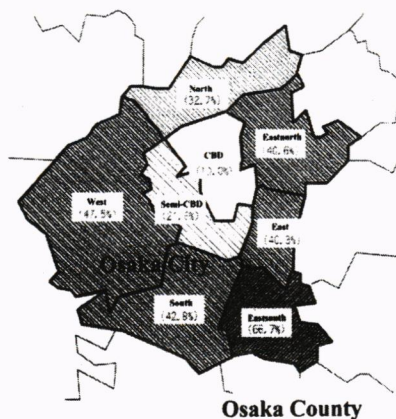 North
(32.7%)
Eastnorth
(40.6%)
CBD
West
(47.5%)
Semi-CBD
East
(40.3%)
Osaka City
South
(42.8%)
Eastsouth
(66.7%)
Osaka County